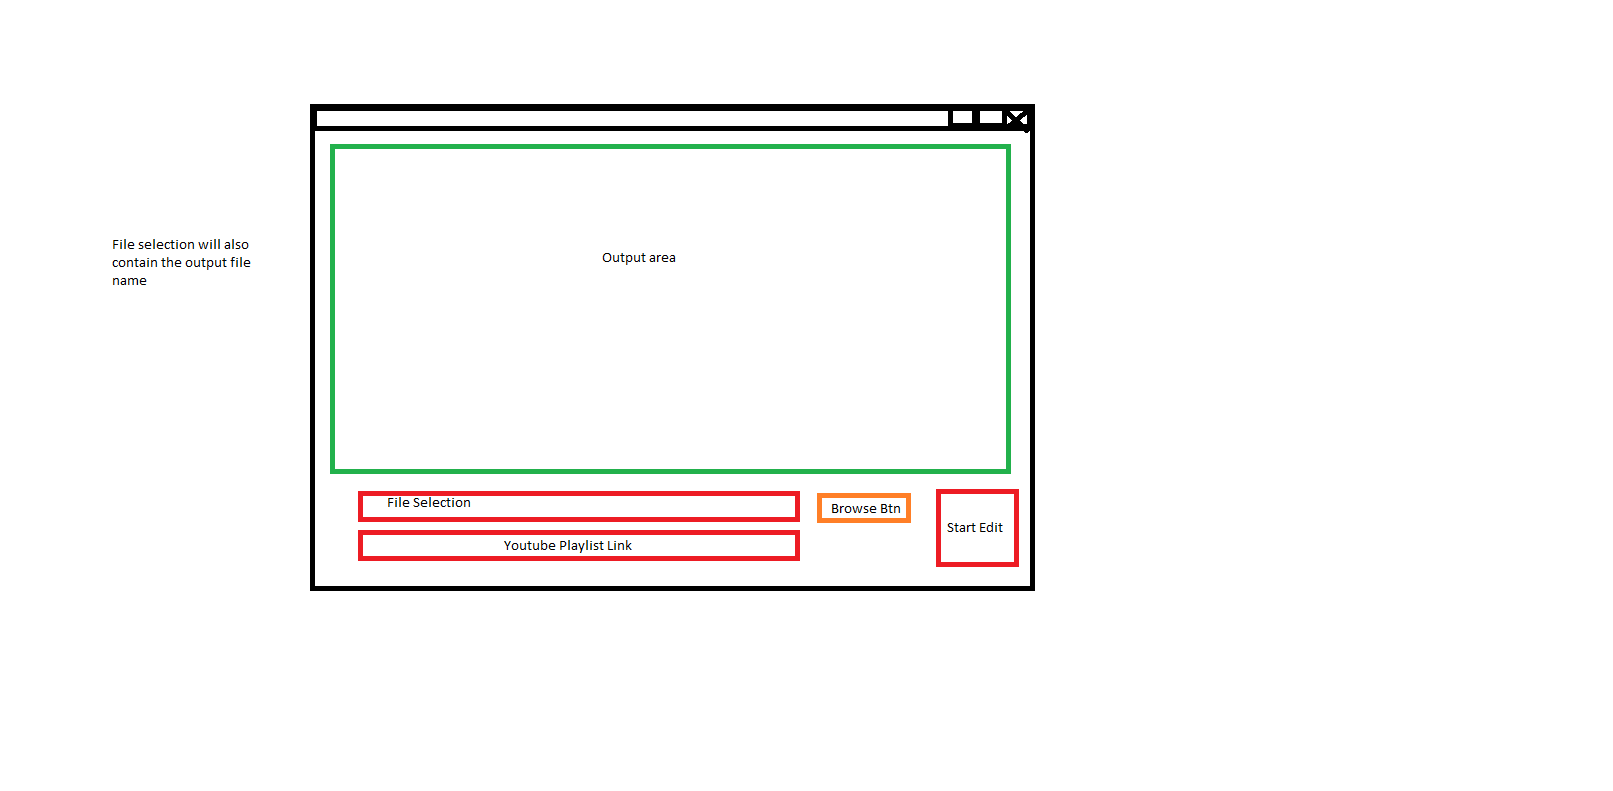 File selection will also
contain the output file
name
Output area
File Selection
Browse Btn
Start Edit
Youtube Playlist Link